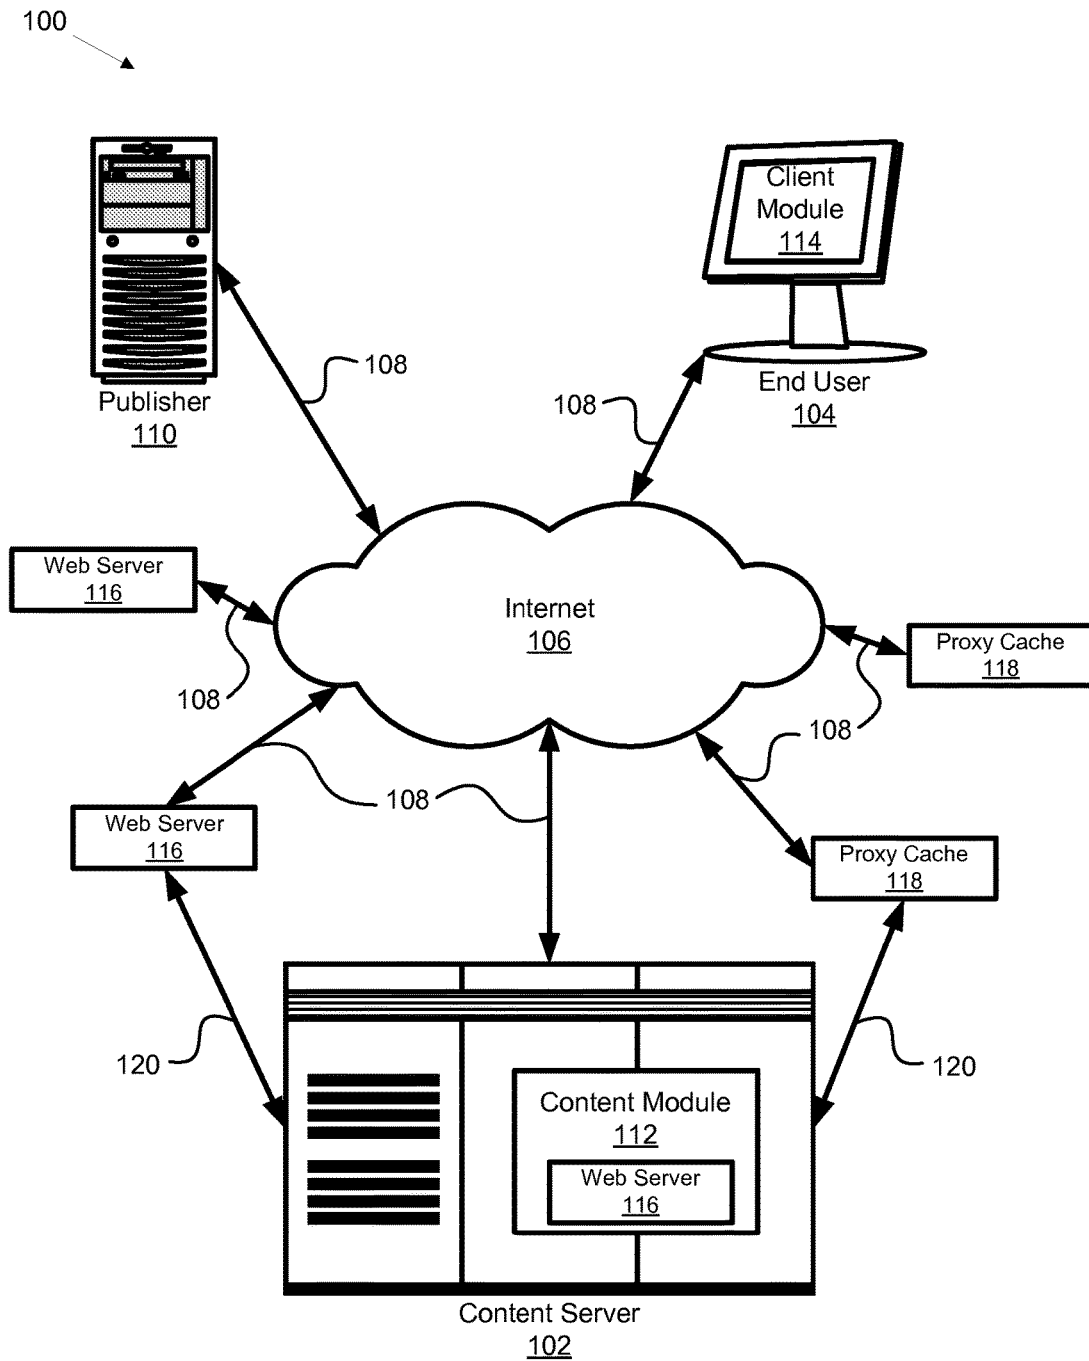 100
Client
Module
114
108
Publisher
110
End User
104
108
Web Server
116
Internet
106
Proxy Cache
118
108
108
108
Web Server
116
Proxy Cache
118
120
120
Content Module
112
Web Server
116
Content Server
102